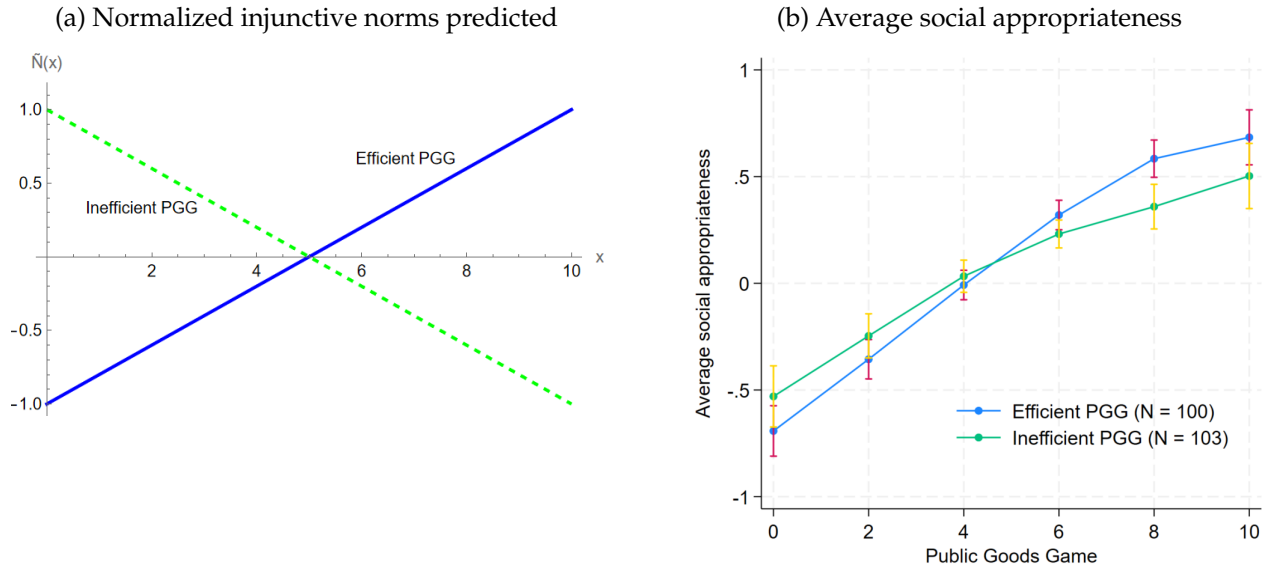 (a) Normalized injunctive norms predicted
Ñ(x)
1.0
Efficient PGG
0.5
Inefficient PGG
2 4 6 8 10 x
−0.5
−1.0
(b) Average social appropriateness
Average social appropriateness
1
.5
0
-.5
-1
Efficient PGG (N = 100)
Inefficient PGG (N = 103)
0 2 4 6 8 10
Public Goods Game